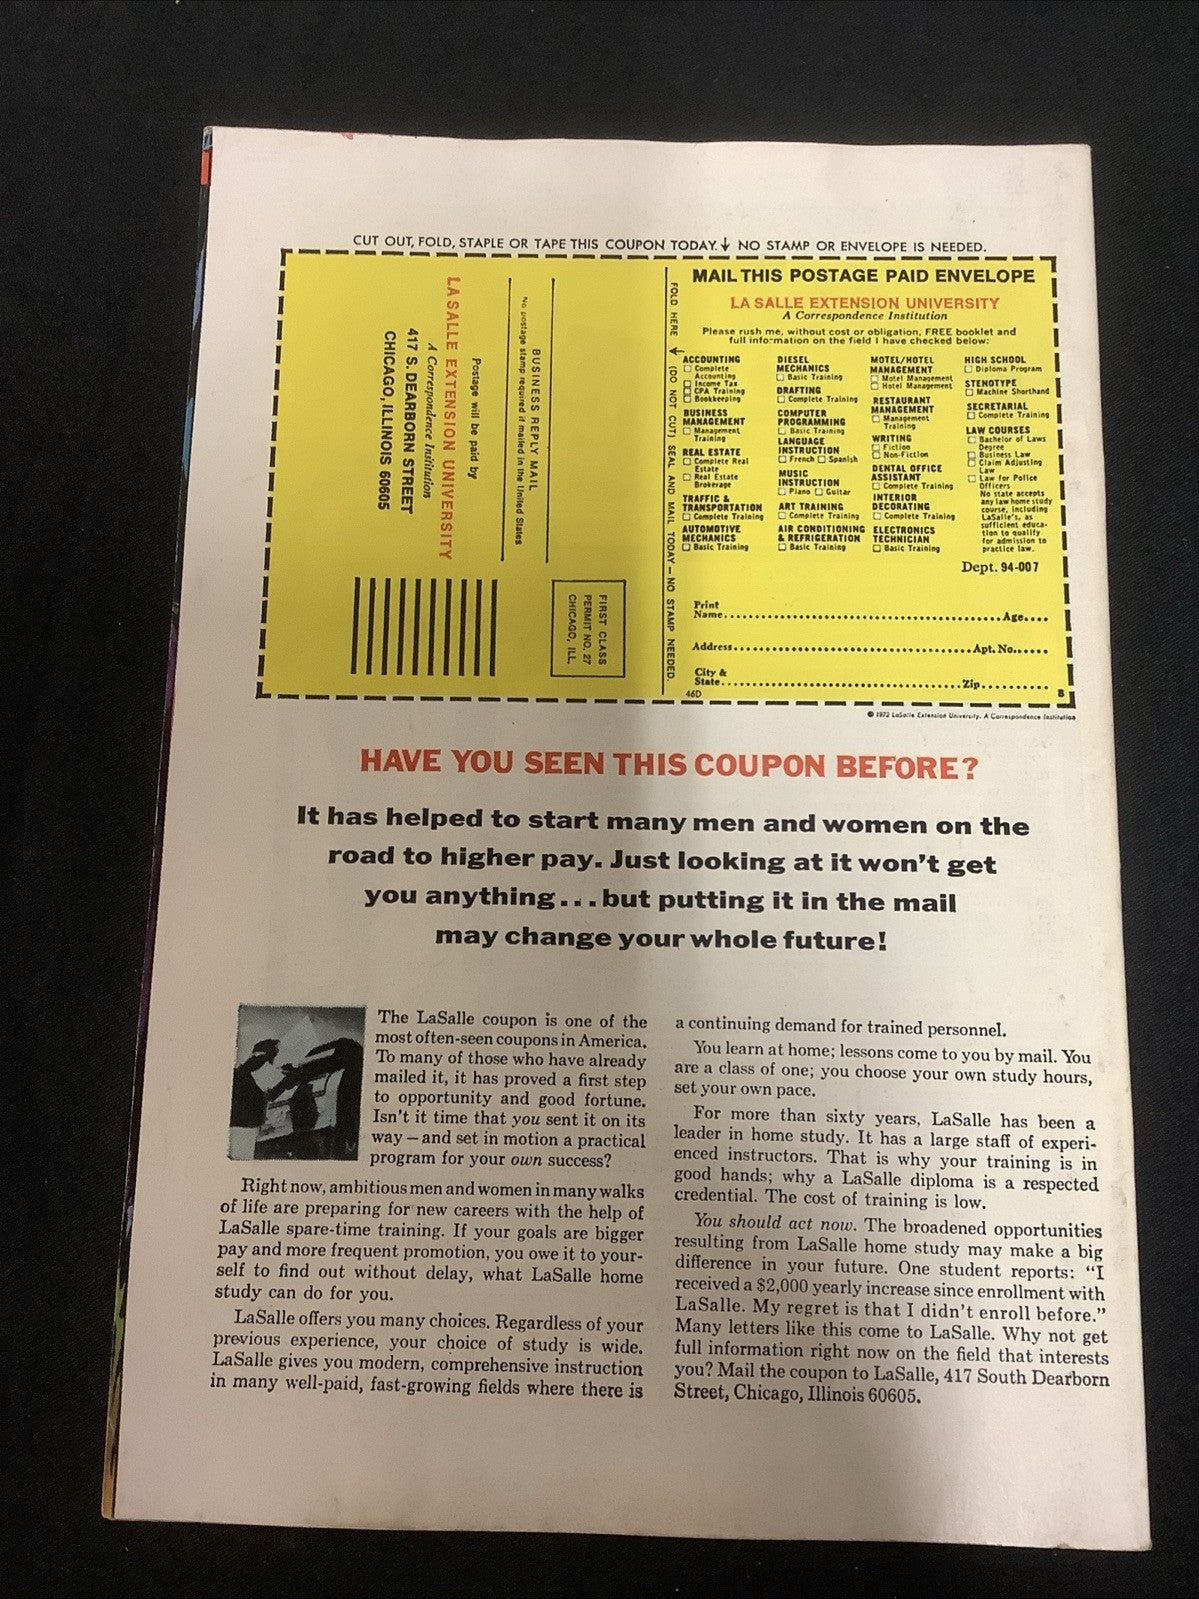 CUT OUT, FOLD, STAPLE OR TAPE THIS COUPON TODAY. ↓ NO STAMP OR ENVELOPE IS NEEDED.
LA SALLE EXTENSION UNIVERSITY
A Correspondence Institution
417 S. DEARBORN STREET
CHICAGO, ILLINOIS 60605
Postage will be paid by
No postage stamp required if mailed in the United States
BUSINESS REPLY MAIL
FIRST CLASS
PERMIT NO. 27
CHICAGO, ILL.
FOLD HERE ↓ (DO NOT CUT) SEAL AND MAIL TODAY — NO STAMP NEEDED.
MAIL THIS POSTAGE PAID ENVELOPE
LA SALLE EXTENSION UNIVERSITY
A Correspondence Institution
Please rush me, without cost or obligation, FREE booklet and
full information on the field I have checked below:
ACCOUNTING
☐ Complete
Accounting
☐ Income Tax
☐ CPA Training
☐ Bookkeeping
BUSINESS
MANAGEMENT
☐ Management
Training
REAL ESTATE
☐ Complete Real
Estate
☐ Real Estate
Brokerage
TRAFFIC &
TRANSPORTATION
☐ Complete Training
AUTOMOTIVE
MECHANICS
☐ Basic Training
DIESEL
MECHANICS
☐ Basic Training
DRAFTING
☐ Complete Training
COMPUTER
PROGRAMMING
☐ Basic Training
LANGUAGE
INSTRUCTION
☐ French ☐ Spanish
MUSIC
INSTRUCTION
☐ Piano ☐ Guitar
ART TRAINING
☐ Complete Training
AIR CONDITIONING
& REFRIGERATION
☐ Basic Training
MOTEL/HOTEL
MANAGEMENT
☐ Motel Management
☐ Hotel Management
RESTAURANT
MANAGEMENT
☐ Management
Training
WRITING
☐ Fiction
☐ Non-Fiction
DENTAL OFFICE
ASSISTANT
☐ Complete Training
INTERIOR
DECORATING
☐ Complete Training
ELECTRONICS
TECHNICIAN
☐ Basic Training
HIGH SCHOOL
☐ Diploma Program
STENOTYPE
☐ Machine Shorthand
SECRETARIAL
☐ Complete Training
LAW COURSES
☐ Bachelor of Laws
Degree
☐ Business Law
☐ Claim Adjusting
Law
☐ Law for Police
Officers
No state accepts
any law home study
course, including
LaSalle's, as
sufficient educa-
tion to qualify
for admission to
practice law.
Dept. 94-007
Print
Name........Age....
Address........Apt. No......
City &
State........Zip..........
46D
8
© 1972 LaSalle Extension University. A Correspondence Institution
HAVE YOU SEEN THIS COUPON BEFORE?
It has helped to start many men and women on the
road to higher pay. Just looking at it won't get
you anything...but putting it in the mail
may change your whole future!
The LaSalle coupon is one of the
most often-seen coupons in America.
To many of those who have already
mailed it, it has proved a first step
to opportunity and good fortune.
Isn't it time that you sent it on its
way — and set in motion a practical
program for your own success?
Right now, ambitious men and women in many walks
of life are preparing for new careers with the help of
LaSalle spare-time training. If your goals are bigger
pay and more frequent promotion, you owe it to your-
self to find out without delay, what LaSalle home
study can do for you.
LaSalle offers you many choices. Regardless of your
previous experience, your choice of study is wide.
LaSalle gives you modern, comprehensive instruction
in many well-paid, fast-growing fields where there is
a continuing demand for trained personnel.
You learn at home; lessons come to you by mail. You
are a class of one; you choose your own study hours,
set your own pace.
For more than sixty years, LaSalle has been a
leader in home study. It has a large staff of experi-
enced instructors. That is why your training is in
good hands; why a LaSalle diploma is a respected
credential. The cost of training is low.
You should act now. The broadened opportunities
resulting from LaSalle home study may make a big
difference in your future. One student reports: "I
received a $2,000 yearly increase since enrollment with
LaSalle. My regret is that I didn't enroll before."
Many letters like this come to LaSalle. Why not get
full information right now on the field that interests
you? Mail the coupon to LaSalle, 417 South Dearborn
Street, Chicago, Illinois 60605.